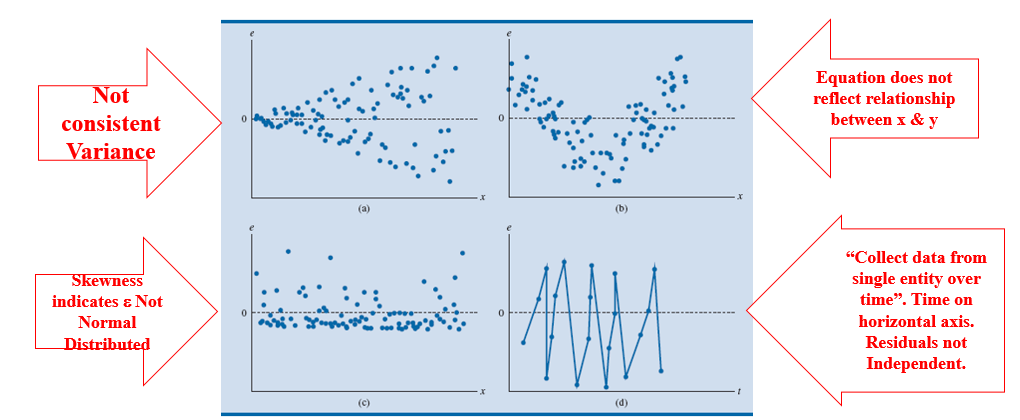 Not
consistent
Variance
e
0
x
(a)
e
0
x
(b)
Equation does not
reflect relationship
between x & y
Skewness
indicates ε Not
Normal
Distributed
e
0
x
(c)
e
0
t
(d)
“Collect data from
single entity over
time”. Time on
horizontal axis.
Residuals not
Independent.